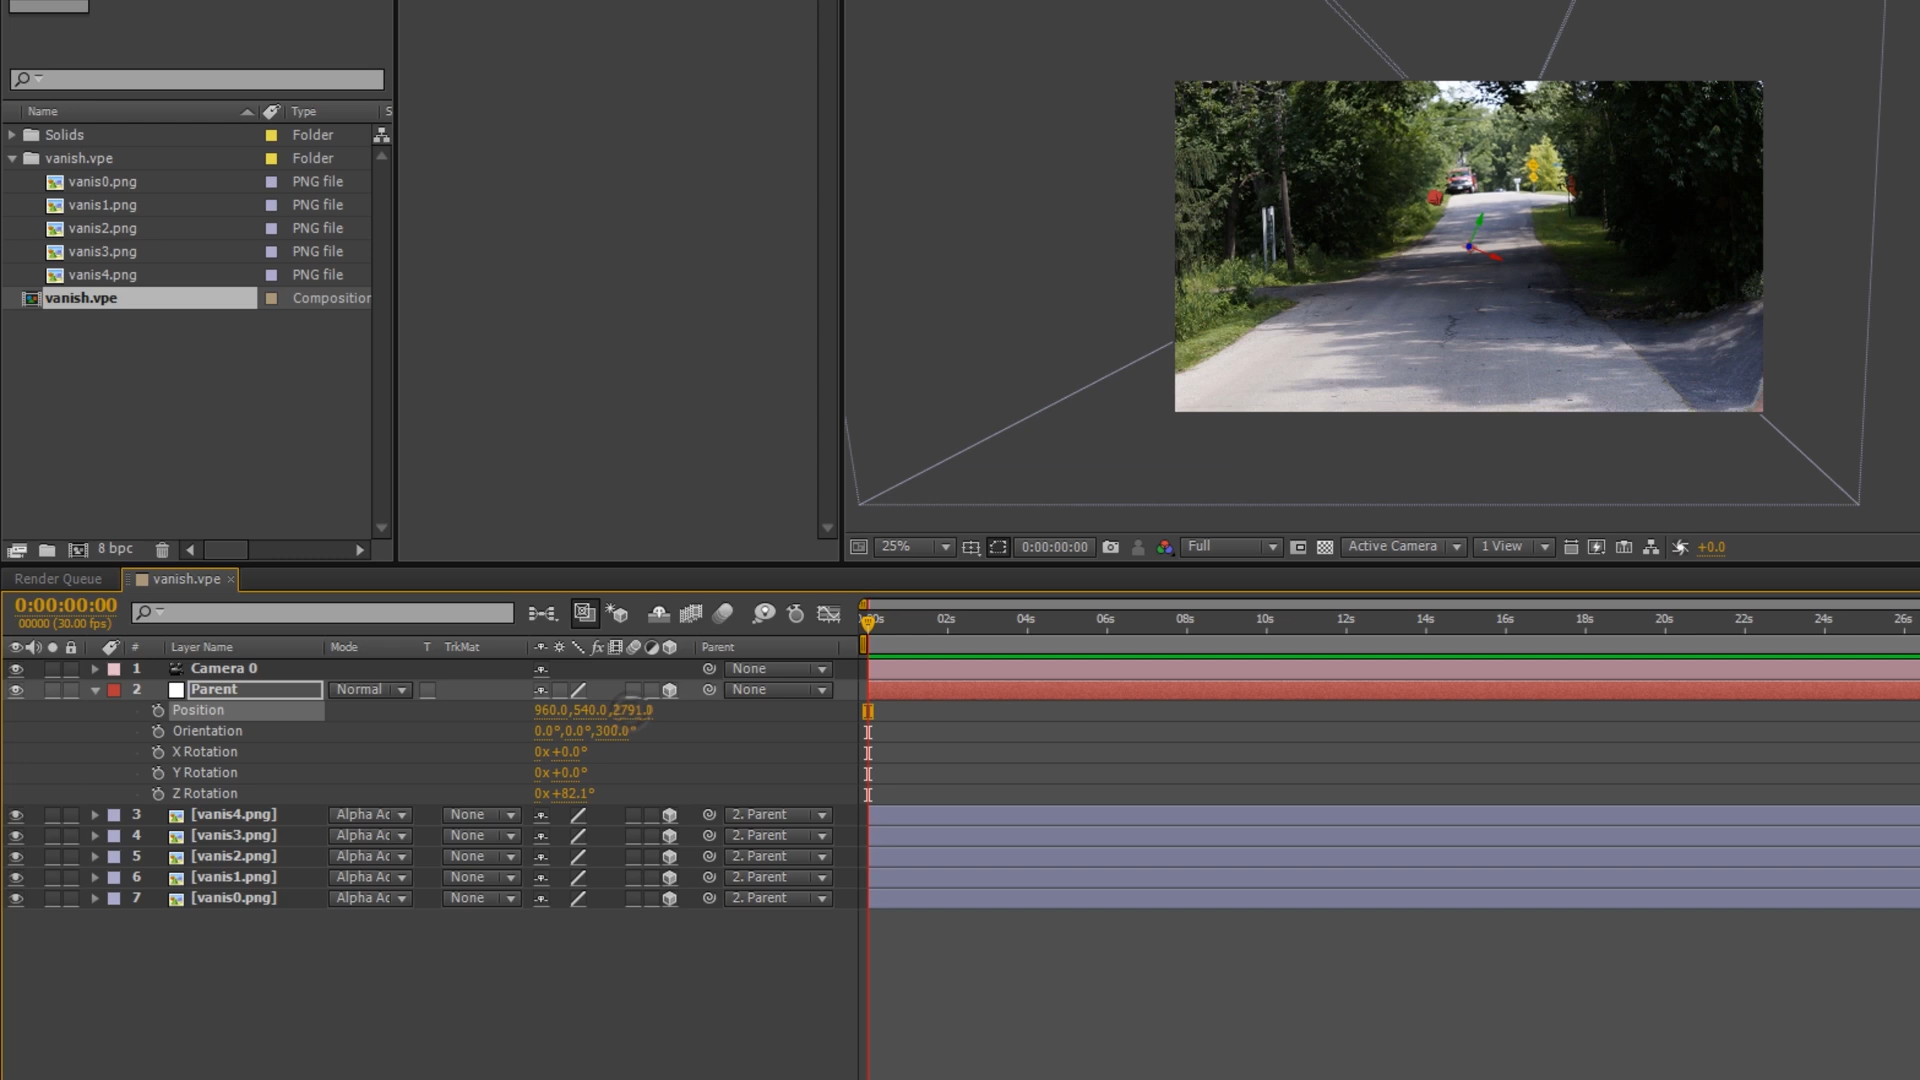 Name Type S
Solids Folder
vanish.vpe Folder
vanis0.png PNG file
vanis1.png PNG file
vanis2.png PNG file
vanis3.png PNG file
vanis4.png PNG file
vanish.vpe Composition
8 bpc
25% 0:00:00:00 Full Active Camera 1 View +0.0
Render Queue vanish.vpe ×
0:00:00:00
00000 (30.00 fps)
02s 04s 06s 08s 10s 12s 14s 16s 18s 20s 22s 24s 26s
# Layer Name Mode T TrkMat fx Parent
1 Camera 0 None
2 Parent Normal None
Position 960.0,540.0,2791.0
Orientation 0.0°,0.0°,300.0°
X Rotation 0x+0.0°
Y Rotation 0x+0.0°
Z Rotation 0x+82.1°
3 [vanis4.png] Alpha Ac None 2. Parent
4 [vanis3.png] Alpha Ac None 2. Parent
5 [vanis2.png] Alpha Ac None 2. Parent
6 [vanis1.png] Alpha Ac None 2. Parent
7 [vanis0.png] Alpha Ac None 2. Parent